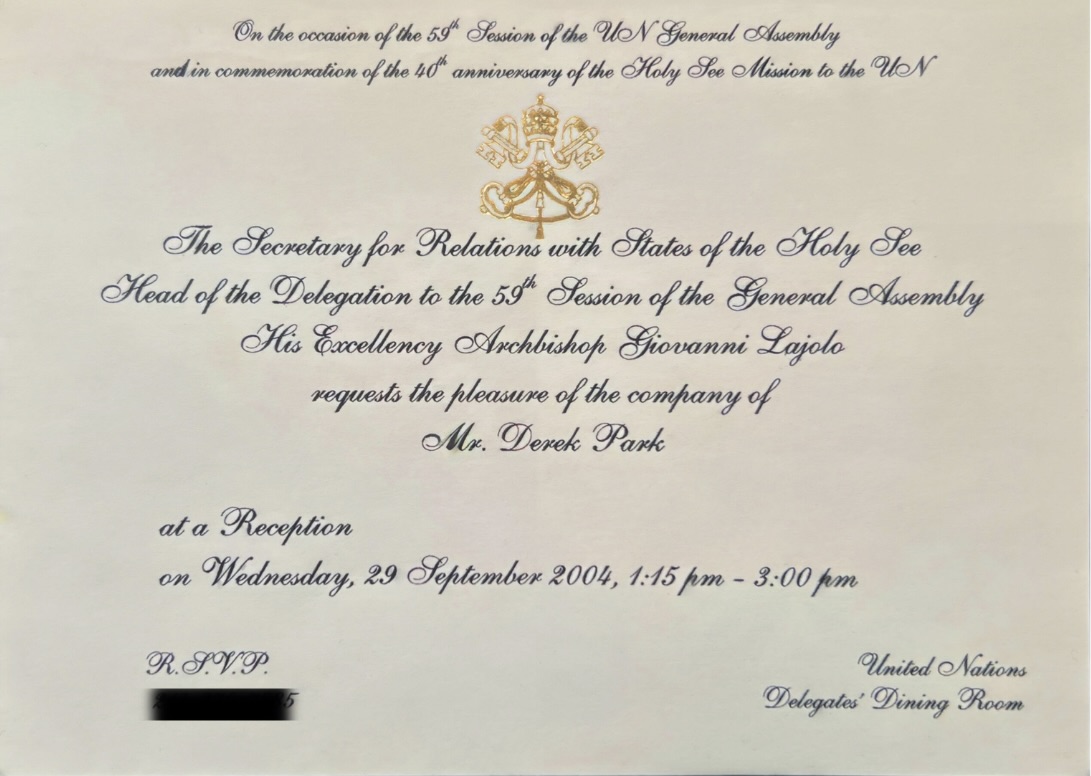 On the occasion of the 59th Session of the UN General Assembly
and in commemoration of the 40th anniversary of the Holy See Mission to the UN
The Secretary for Relations with States of the Holy See
Head of the Delegation to the 59th Session of the General Assembly
His Excellency Archbishop Giovanni Lajolo
requests the pleasure of the company of
Mr. Derek Park
at a Reception
on Wednesday, 29 September 2004, 1:15 pm - 3:00 pm
R.S.V.P.
United Nations
Delegates' Dining Room